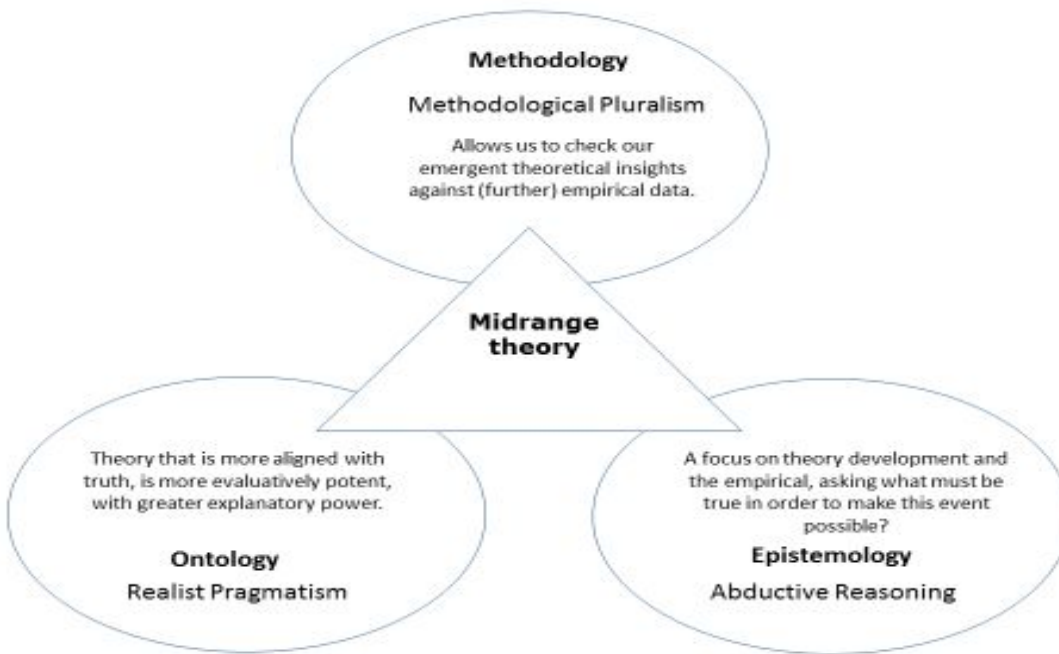 Methodology
Methodological Pluralism
Allows us to check our
emergent theoretical insights
against (further) empirical data.
Midrange
theory
Theory that is more aligned with
truth, is more evaluatively potent,
with greater explanatory power.
Ontology
Realist Pragmatism
A focus on theory development and
the empirical, asking what must be
true in order to make this event
possible?
Epistemology
Abductive Reasoning